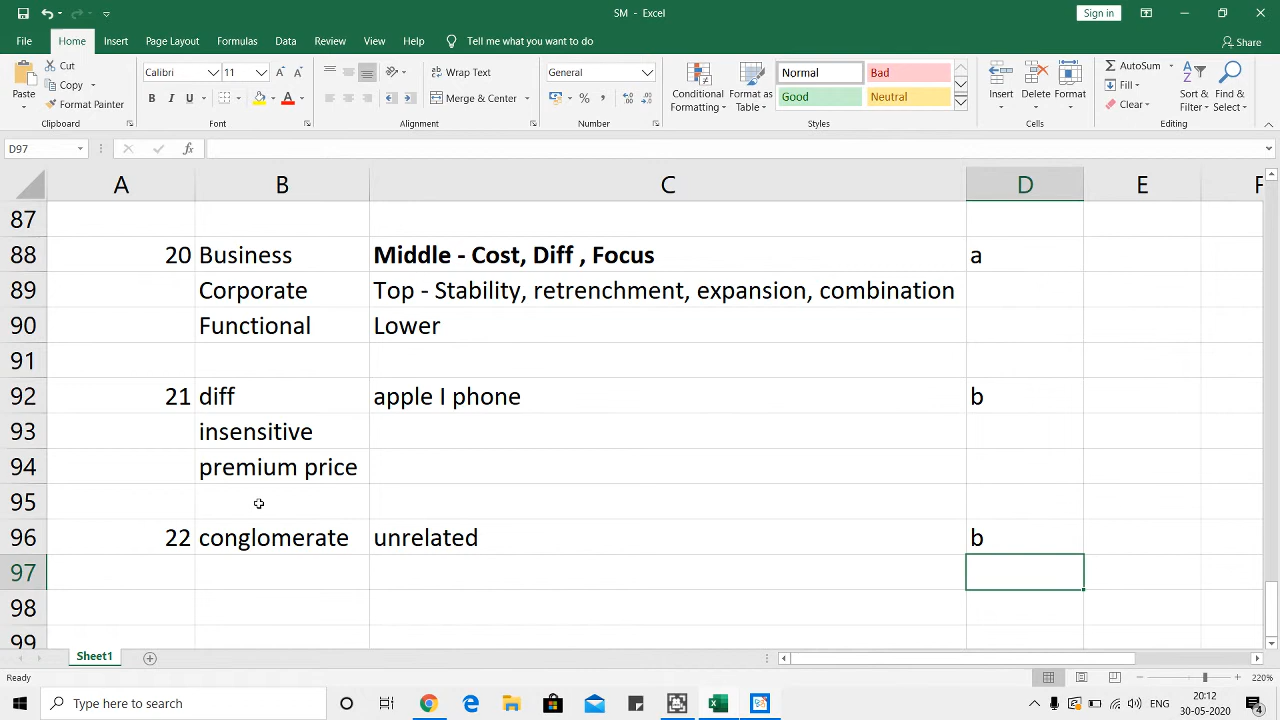 SM - Excel
Sign in
File Home Insert Page Layout Formulas Data Review View Help Tell me what you want to do Share
Paste Cut Copy Format Painter Clipboard
Calibri 11 B I U A Font
Wrap Text Merge & Center Alignment
General % Number
Conditional Formatting Format as Table Normal Bad Good Neutral Styles
Insert Delete Format Cells
AutoSum Fill Clear Sort & Filter Find & Select Editing
D97 fx
A B C D E F
87
88 20 Business Middle - Cost, Diff , Focus a
89 Corporate Top - Stability, retrenchment, expansion, combination
90 Functional Lower
91
92 21 diff apple I phone b
93 insensitive
94 premium price
95
96 22 conglomerate unrelated b
97
98
99
Sheet1
Ready 220%
Type here to search ENG 20:12 30-05-2020 4